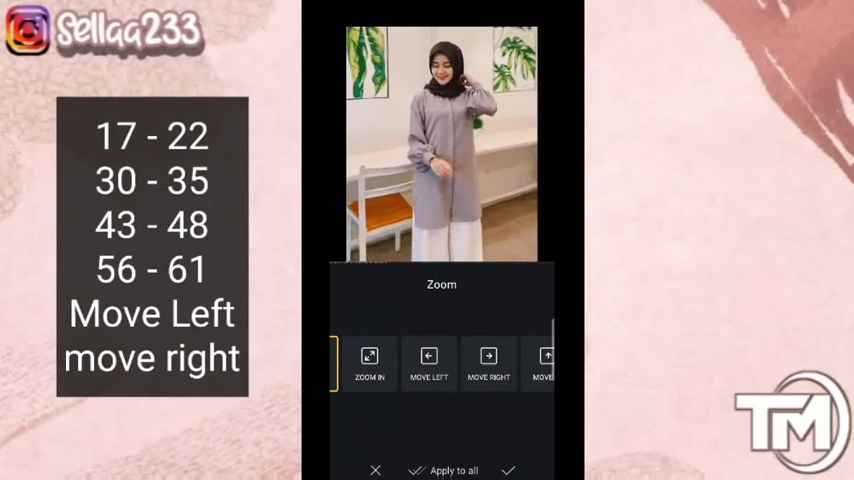 Sellaa233
17 - 22
30 - 35
43 - 48
56 - 61
Move Left
move right
Zoom
ZOOM IN
MOVE LEFT
MOVE RIGHT
MOVE
Apply to all
TM